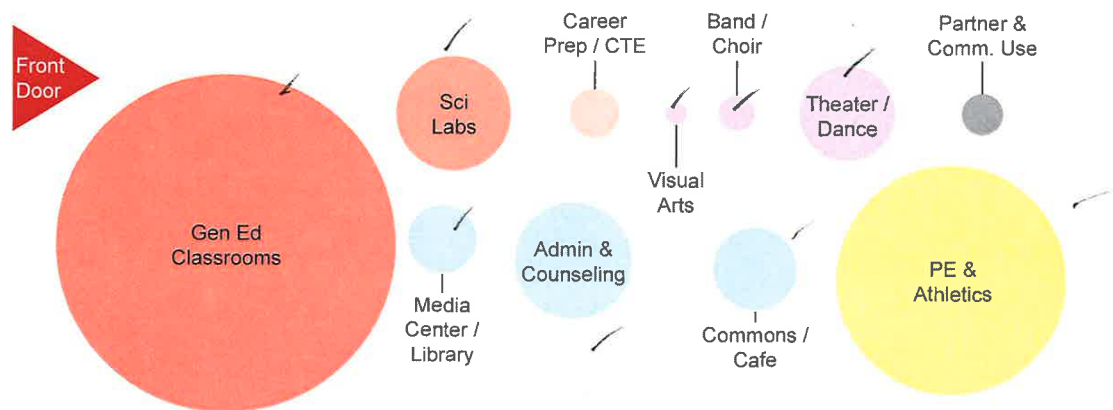 Front
Door
Gen Ed
Classrooms
Sci
Labs
Career
Prep / CTE
Visual
Arts
Band /
Choir
Theater /
Dance
Partner &
Comm. Use
Media
Center /
Library
Admin &
Counseling
Commons /
Cafe
PE &
Athletics